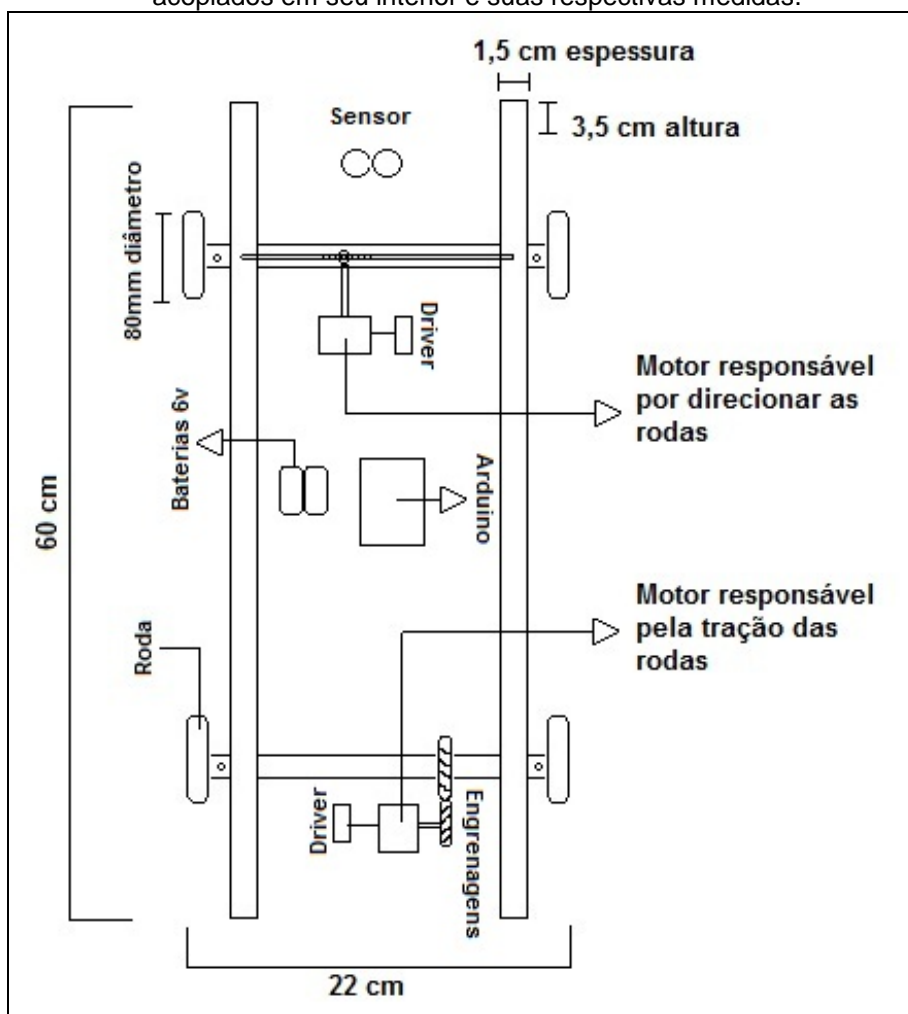 acoplados em seu interior e suas respectivas medidas.
1,5 cm espessura
Sensor
3,5 cm altura
80mm diâmetro
Driver
Motor responsável
por direcionar as
rodas
Baterias 6v
Arduino
60 cm
Motor responsável
pela tração das
rodas
Roda
Driver
Engrenagens
22 cm